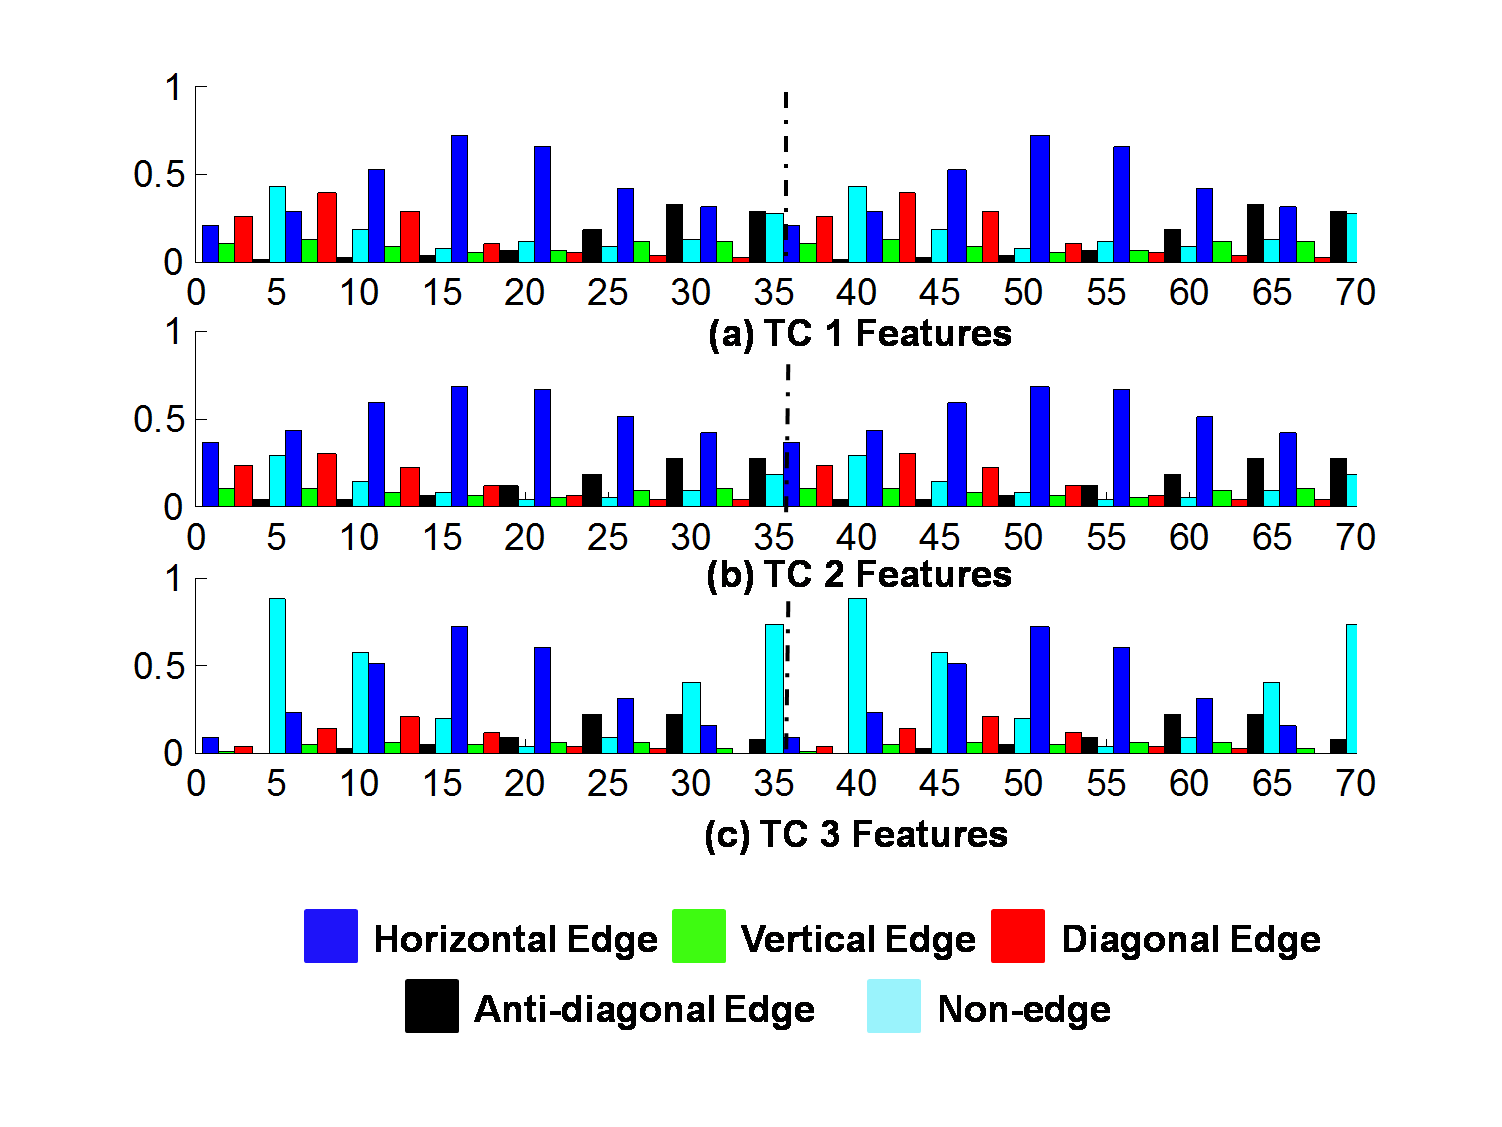 1
0.5
0
0 5 10 15 20 25 30 35 40 45 50 55 60 65 70
(a) TC 1 Features
1
0.5
0
0 5 10 15 20 25 30 35 40 45 50 55 60 65 70
(b) TC 2 Features
1
0.5
0
0 5 10 15 20 25 30 35 40 45 50 55 60 65 70
(c) TC 3 Features
Horizontal Edge Vertical Edge Diagonal Edge
Anti-diagonal Edge Non-edge